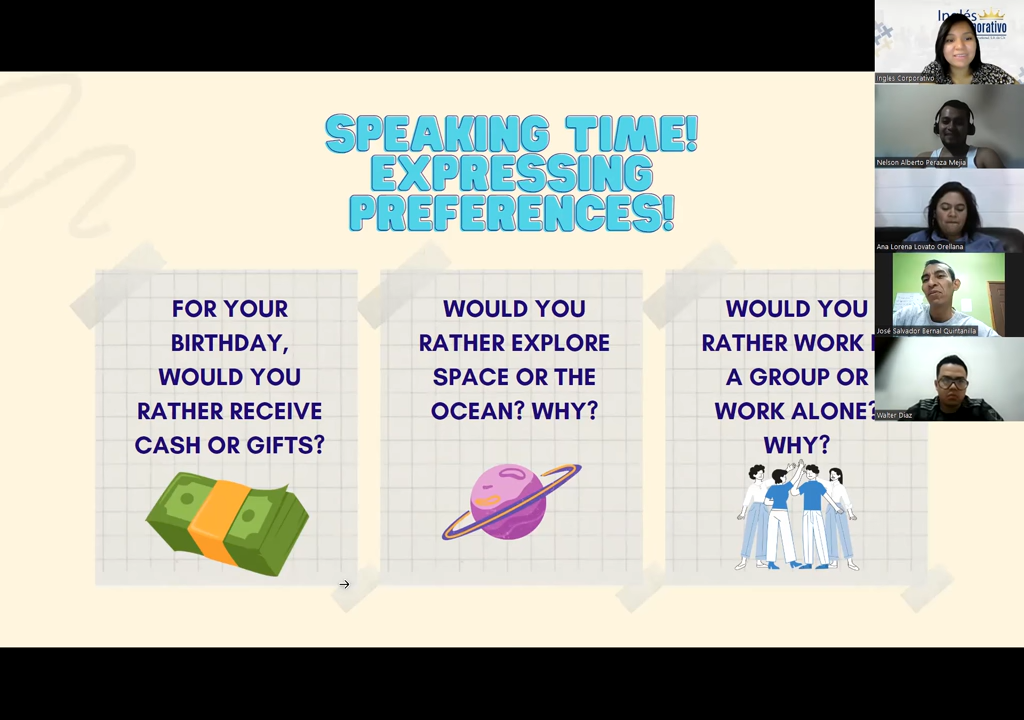 SPEAKING TIME!
EXPRESSING
PREFERENCES!
FOR YOUR
BIRTHDAY,
WOULD YOU
RATHER RECEIVE
CASH OR GIFTS?
WOULD YOU
RATHER EXPLORE
SPACE OR THE
OCEAN? WHY?
WOULD YOU
RATHER WORK
A GROUP OR
WORK ALONE?
WHY?
Inglés Corporativo
Nelson Alberto Peraza Mejia
Ana Lorena Lovato Orellana
José Salvador Bernal Quintanilla
Walter Diaz